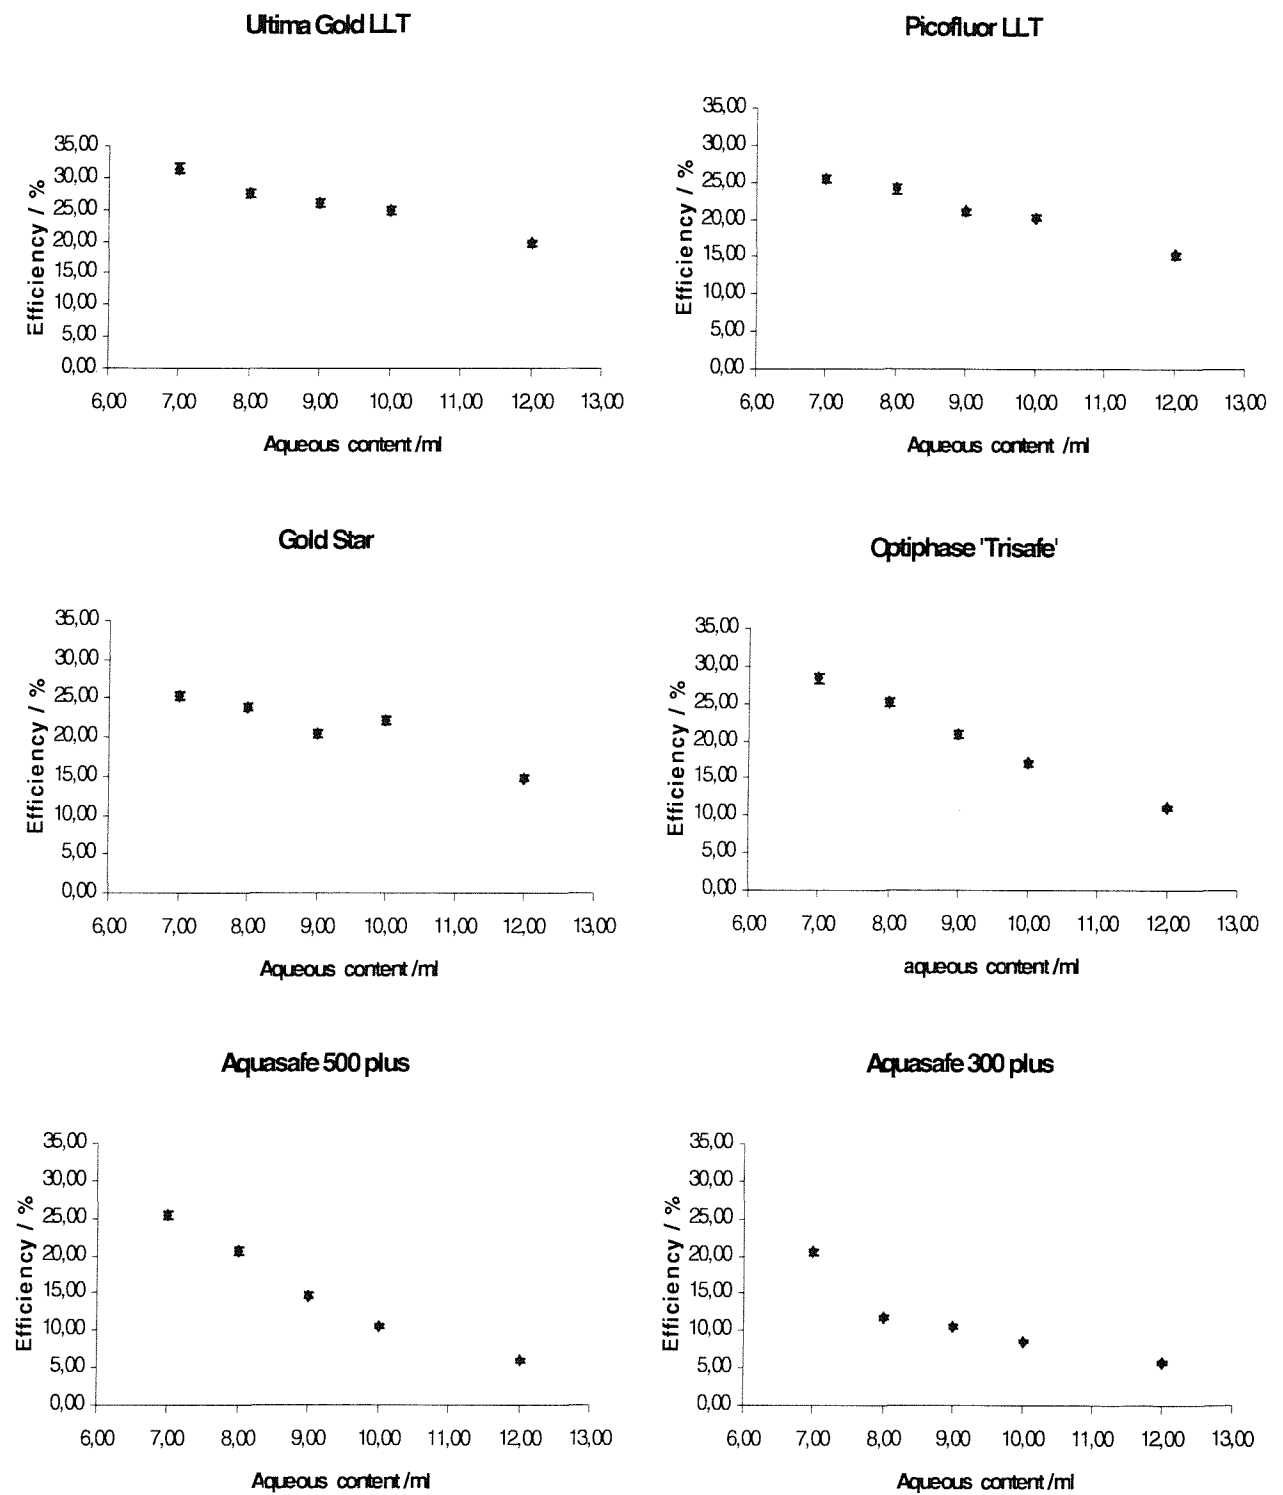 Ultima Gold LLT
Efficiency / %
35,00
30,00
25,00
20,00
15,00
10,00
5,00
0,00
6,00 7,00 8,00 9,00 10,00 11,00 12,00 13,00
Aqueous content /ml
Picofluor LLT
Efficiency / %
35,00
30,00
25,00
20,00
15,00
10,00
5,00
0,00
6,00 7,00 8,00 9,00 10,00 11,00 12,00 13,00
Aqueous content /ml
Gold Star
Efficiency / %
35,00
30,00
25,00
20,00
15,00
10,00
5,00
0,00
6,00 7,00 8,00 9,00 10,00 11,00 12,00 13,00
Aqueous content /ml
Optiphase 'Trisafe'
Efficiency / %
35,00
30,00
25,00
20,00
15,00
10,00
5,00
0,00
6,00 7,00 8,00 9,00 10,00 11,00 12,00 13,00
aqueous content /ml
Aquasafe 500 plus
Efficiency / %
35,00
30,00
25,00
20,00
15,00
10,00
5,00
0,00
6,00 7,00 8,00 9,00 10,00 11,00 12,00 13,00
Aqueous content /ml
Aquasafe 300 plus
Efficiency / %
35,00
30,00
25,00
20,00
15,00
10,00
5,00
0,00
6,00 7,00 8,00 9,00 10,00 11,00 12,00 13,00
Aqueous content /ml